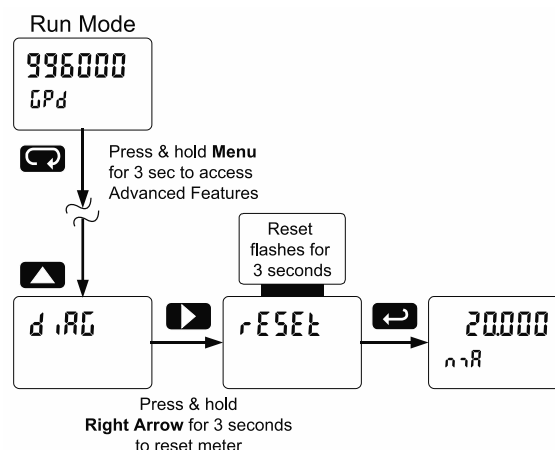 Run Mode
996000
GPd
Press & hold Menu
for 3 sec to access
Advanced Features
Reset
flashes for
3 seconds
diAG
rESEt
20.000
mA
Press & hold
Right Arrow for 3 seconds
to reset meter